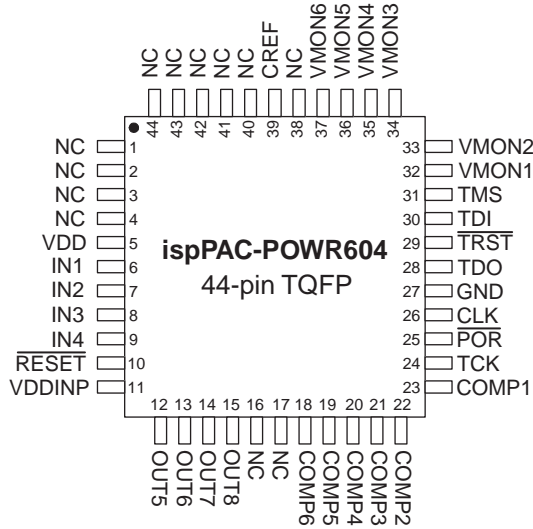 NC
NC
NC
NC
NC
CREF
NC
VMON6
VMON5
VMON4
VMON3
44
43
42
41
40
39
38
37
36
35
34
NC 1
NC 2
NC 3
NC 4
VDD 5
IN1 6
IN2 7
IN3 8
IN4 9
RESET 10
VDDINP 11
ispPAC-POWR604
44-pin TQFP
33 VMON2
32 VMON1
31 TMS
30 TDI
29 TRST
28 TDO
27 GND
26 CLK
25 POR
24 TCK
23 COMP1
12
13
14
15
16
17
18
19
20
21
22
OUT5
OUT6
OUT7
OUT8
NC
NC
COMP6
COMP5
COMP4
COMP3
COMP2